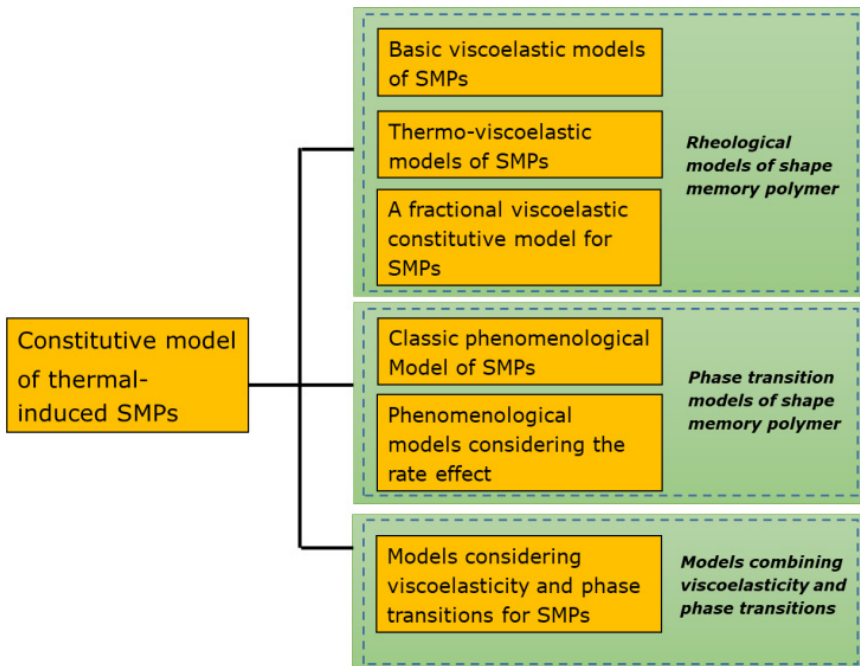 Basic viscoelastic models
of SMPs
Thermo-viscoelastic
models of SMPs
A fractional viscoelastic
constitutive model for
SMPs
Rheological
models of shape
memory polymer
Constitutive model
of thermal-
induced SMPs
Classic phenomenological
Model of SMPs
Phenomenological
models considering the
rate effect
Phase transition
models of shape
memory polymer
Models considering
viscoelasticity and phase
transitions for SMPs
Models combining
viscoelasticity and
phase transitions